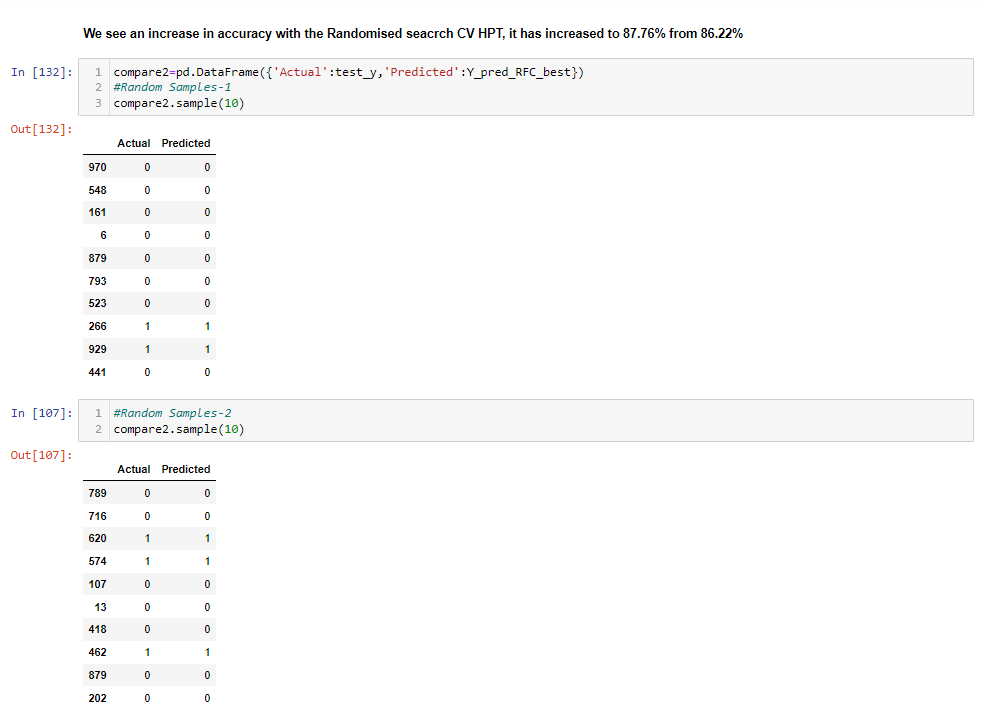 We see an increase in accuracy with the Randomised seacrch CV HPT, it has increased to 87.76% from 86.22%
In [132]:
1 compare2=pd.DataFrame({'Actual':test_y,'Predicted':Y_pred_RFC_best})
2 #Random Samples-1
3 compare2.sample(10)
Out[132]:
Actual Predicted
970 0 0
548 0 0
161 0 0
6 0 0
879 0 0
793 0 0
523 0 0
266 1 1
929 1 1
441 0 0
In [107]:
1 #Random Samples-2
2 compare2.sample(10)
Out[107]:
Actual Predicted
789 0 0
716 0 0
620 1 1
574 1 1
107 0 0
13 0 0
418 0 0
462 1 1
879 0 0
202 0 0